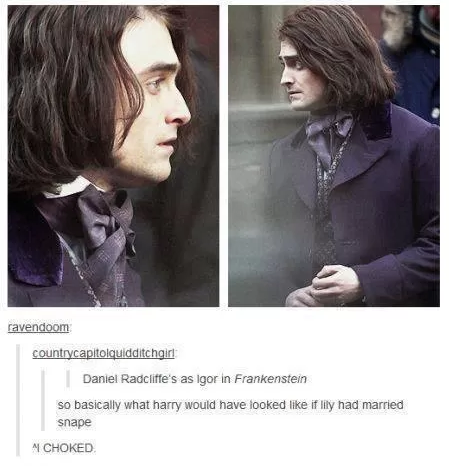 ravendoom:
countrycapitolquidditchgirl:
Daniel Radcliffe's as Igor in Frankenstein
so basically what harry would have looked like if lily had married
snape
^I CHOKED.